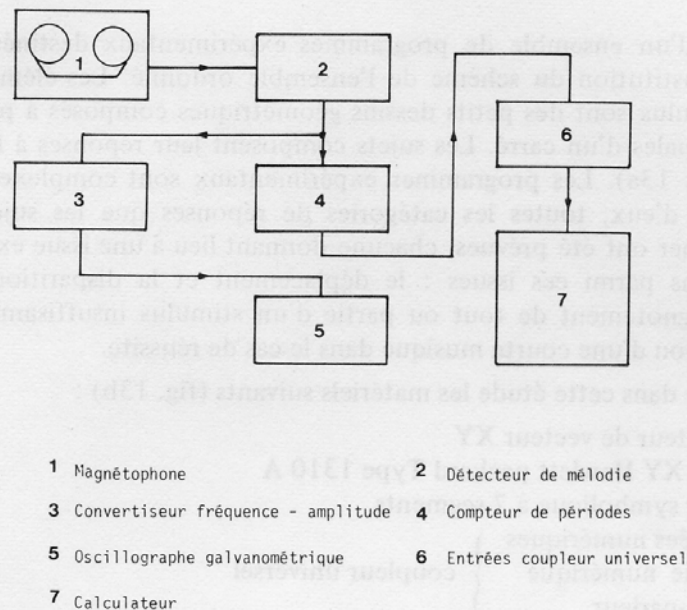 1
2
6
3
4
7
5
1 Magnétophone
2 Détecteur de mélodie
3 Convertiseur fréquence - amplitude
4 Compteur de périodes
5 Oscillographe galvanométrique
6 Entrées coupleur universel
7 Calculateur